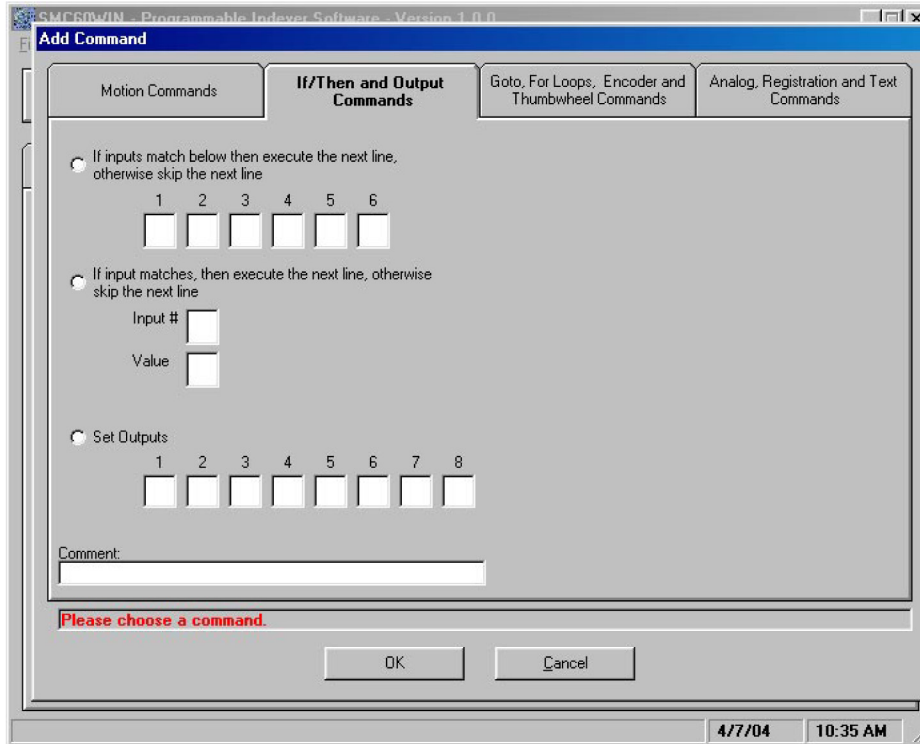 SMC60WIN - Programmable Indexer Software - Version 1.0.0
Add Command
Motion Commands
If/Then and Output
Commands
Goto, For Loops, Encoder and
Thumbwheel Commands
Analog, Registration and Text
Commands
If inputs match below then execute the next line,
otherwise skip the next line
1 2 3 4 5 6
If input matches, then execute the next line, otherwise
skip the next line
Input #
Value
Set Outputs
1 2 3 4 5 6 7 8
Comment:
Please choose a command.
OK Cancel
4/7/04 10:35 AM